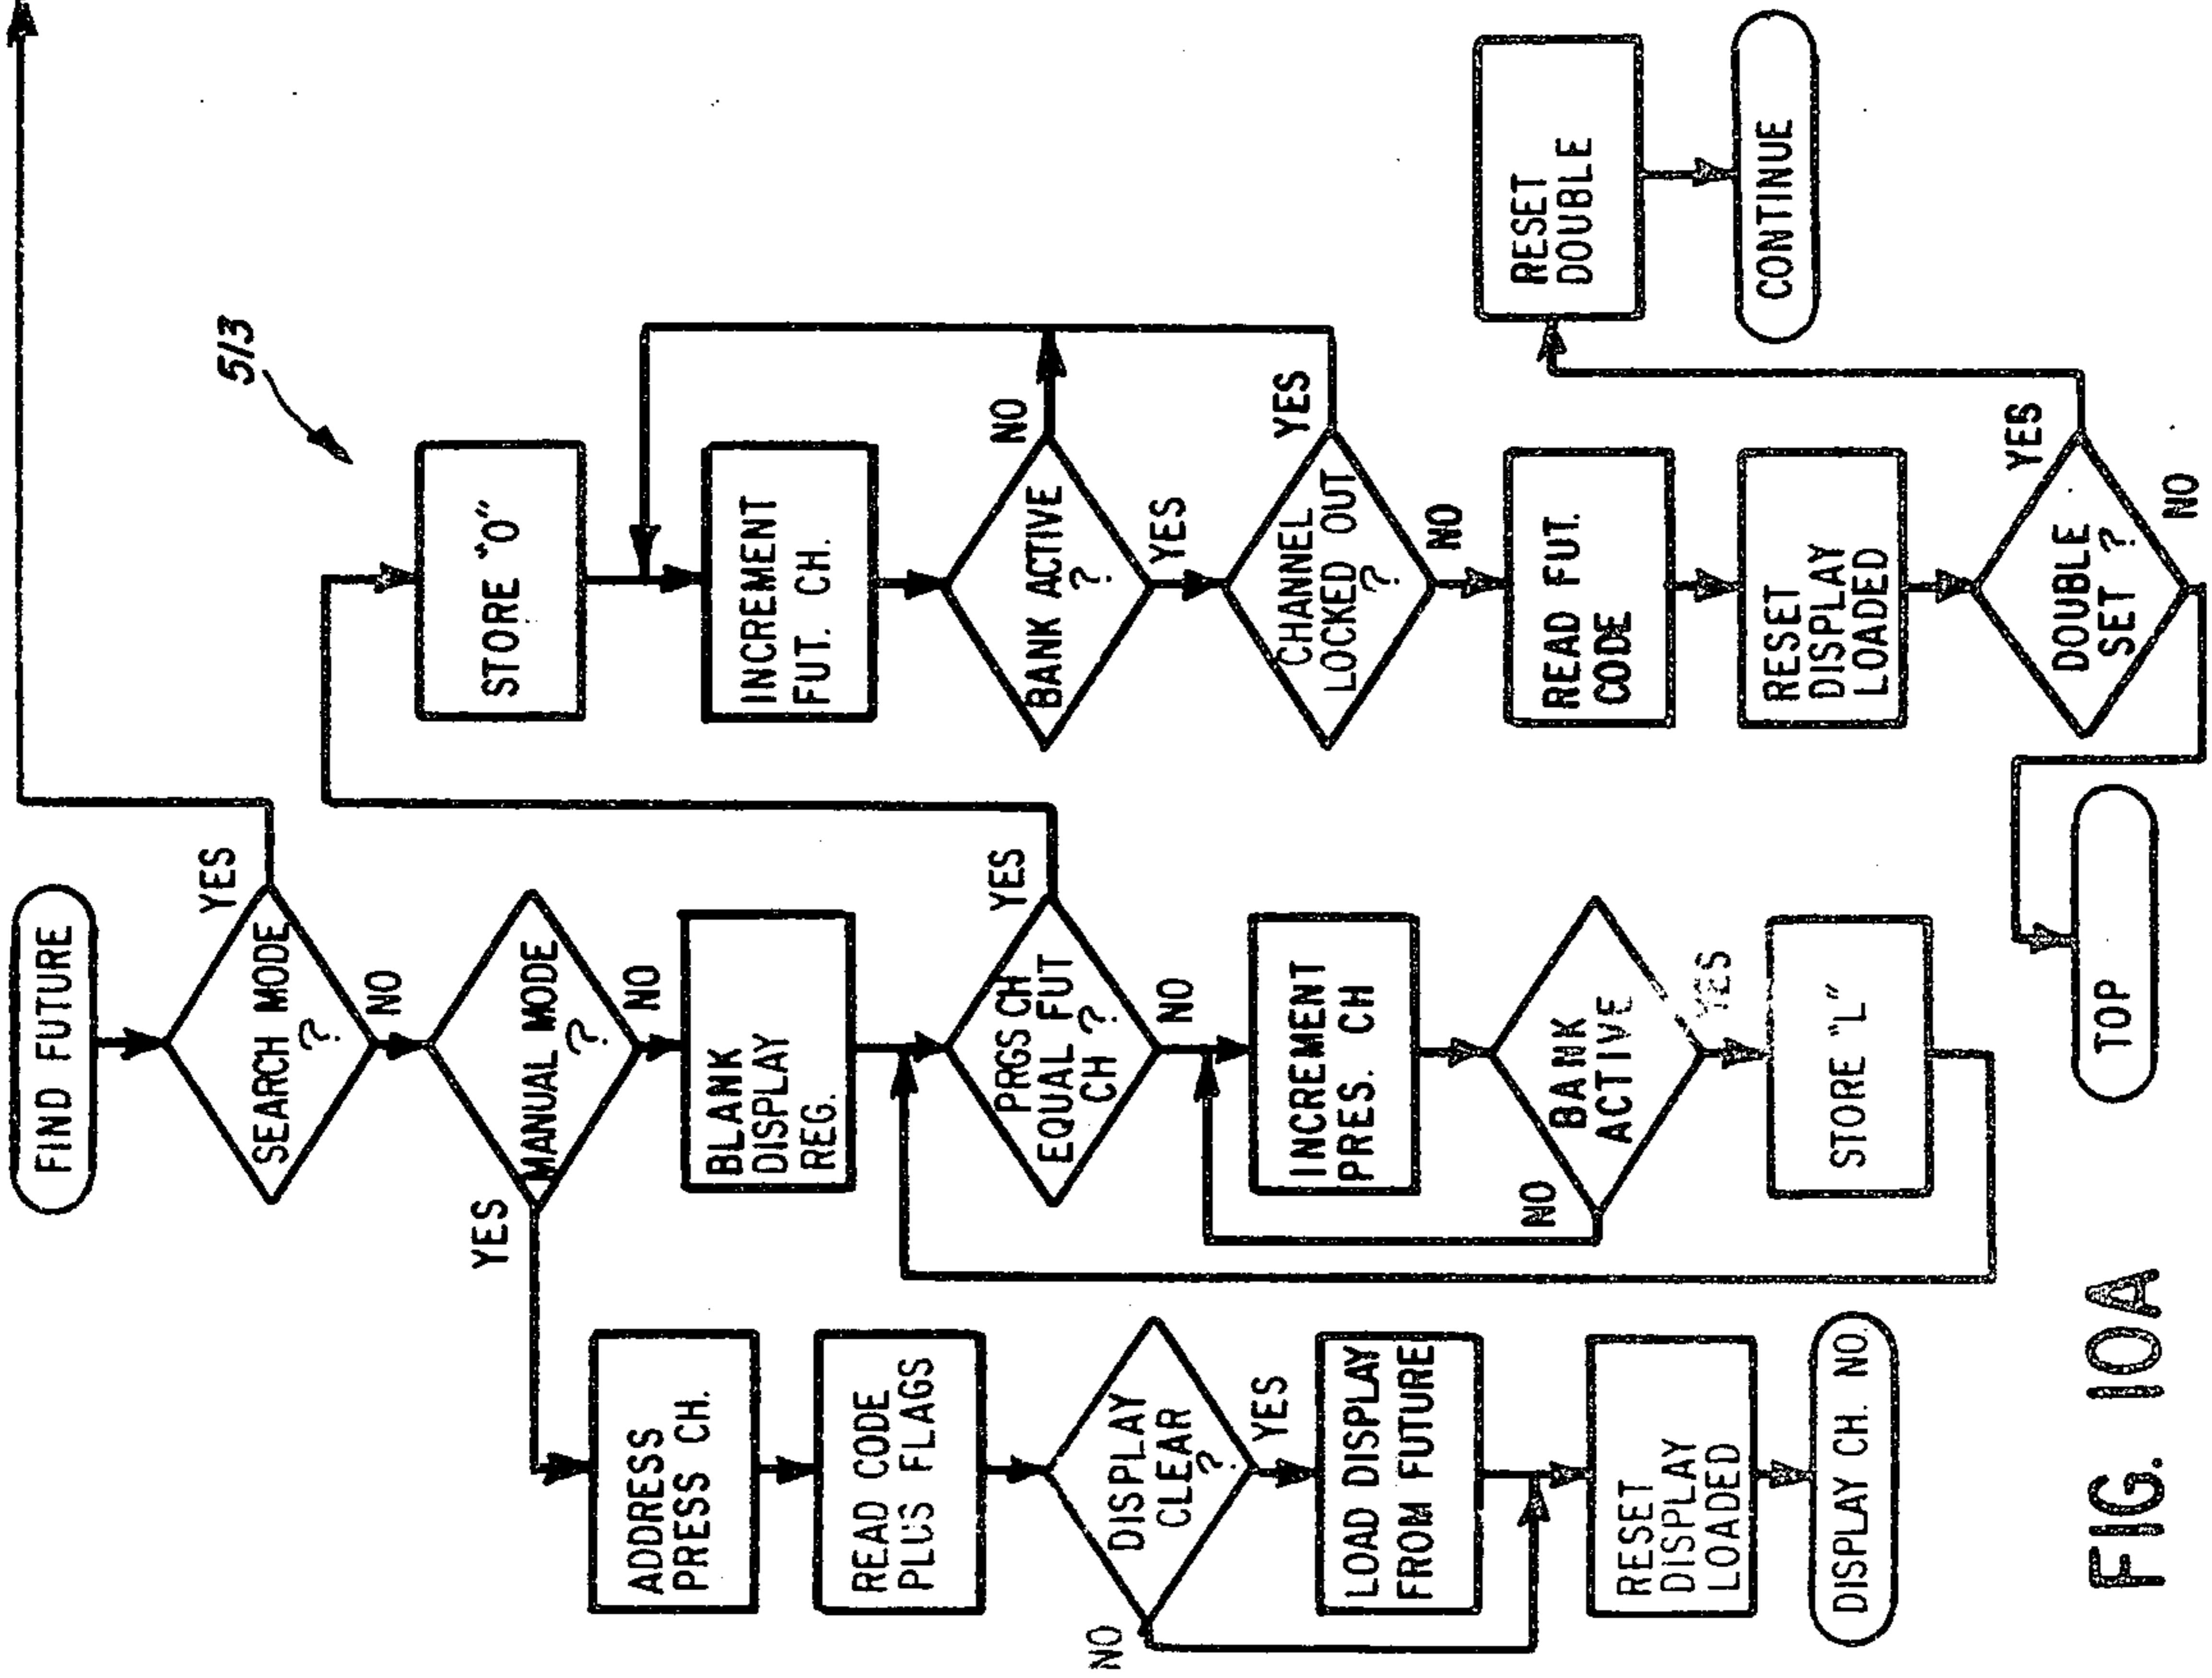 FIND FUTURE
SEARCH MODE
?
YES
NO
MANUAL MODE
?
YES
NO
BLANK
DISPLAY
REG.
PRGS CH
EQUAL FUT
CH ?
YES
NO
INCREMENT
PRES. CH
BANK
ACTIVE
NO
YES
STORE "L"
ADDRESS
PRESS CH.
READ CODE
PLUS FLAGS
DISPLAY
CLEAR
?
NO
YES
LOAD DISPLAY
FROM FUTURE
RESET
DISPLAY
LOADED
DISPLAY CH. NO.
513
STORE "0"
INCREMENT
FUT. CH.
BANK ACTIVE
?
NO
YES
CHANNEL
LOCKED OUT
?
YES
NO
READ FUT.
CODE
RESET
DISPLAY
LOADED
DOUBLE
SET ?
YES
NO
TOP
RESET
DOUBLE
CONTINUE
FIG. 10A